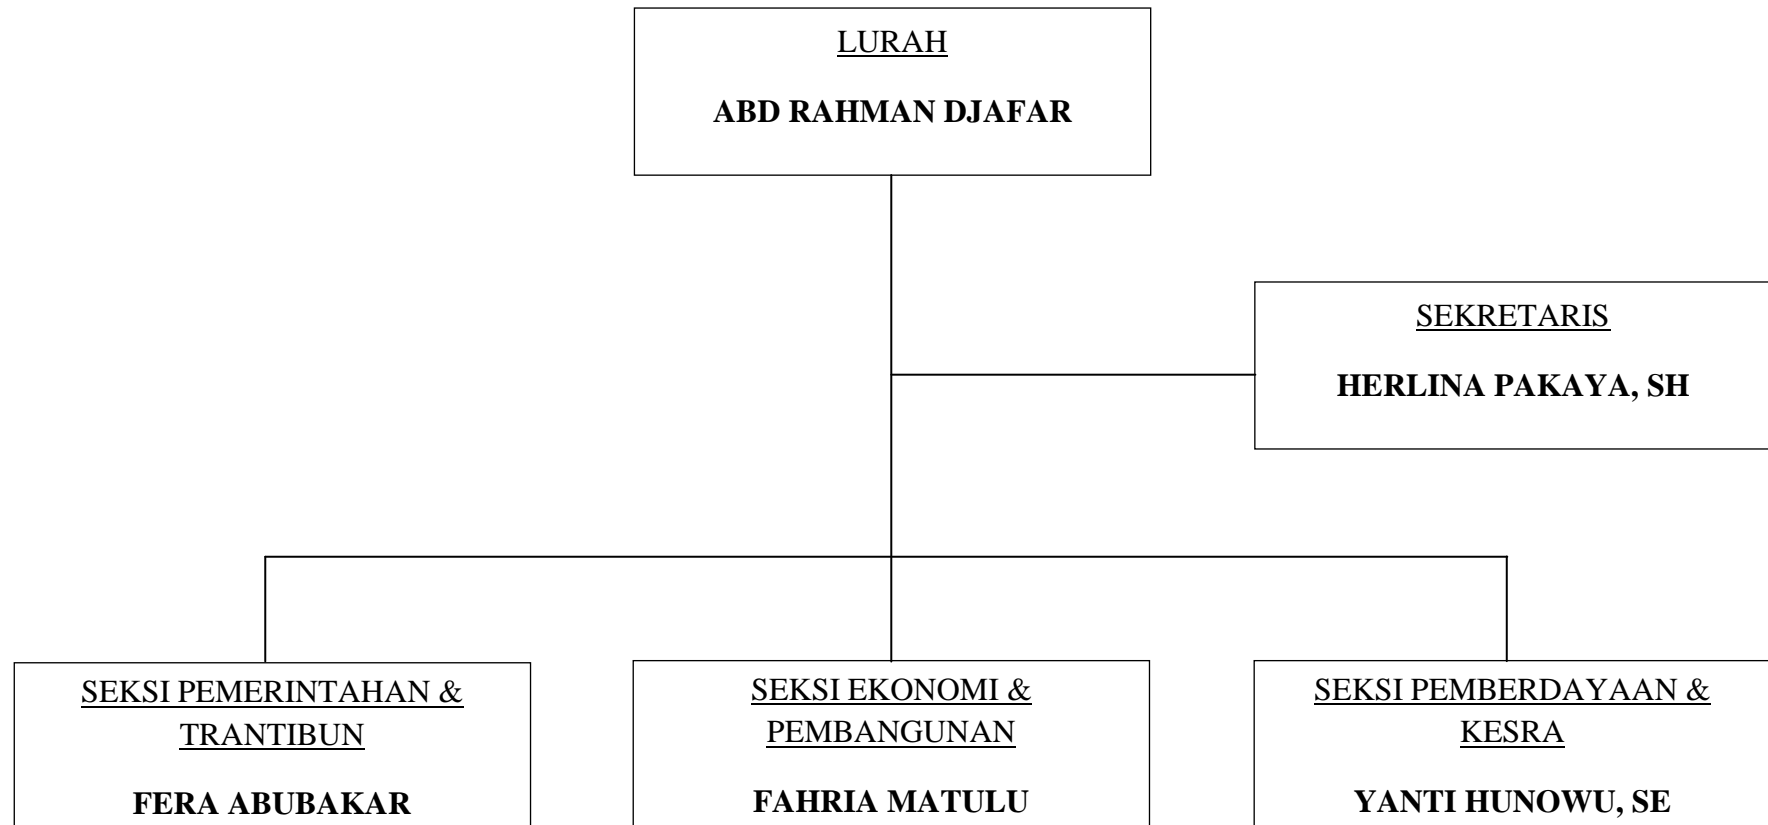 LURAH
ABD RAHMAN DJAFAR
SEKRETARIS
HERLINA PAKAYA, SH
SEKSI PEMERINTAHAN &
TRANTIBUN
FERA ABUBAKAR
SEKSI EKONOMI &
PEMBANGUNAN
FAHRIA MATULU
SEKSI PEMBERDAYAAN &
KESRA
YANTI HUNOWU, SE